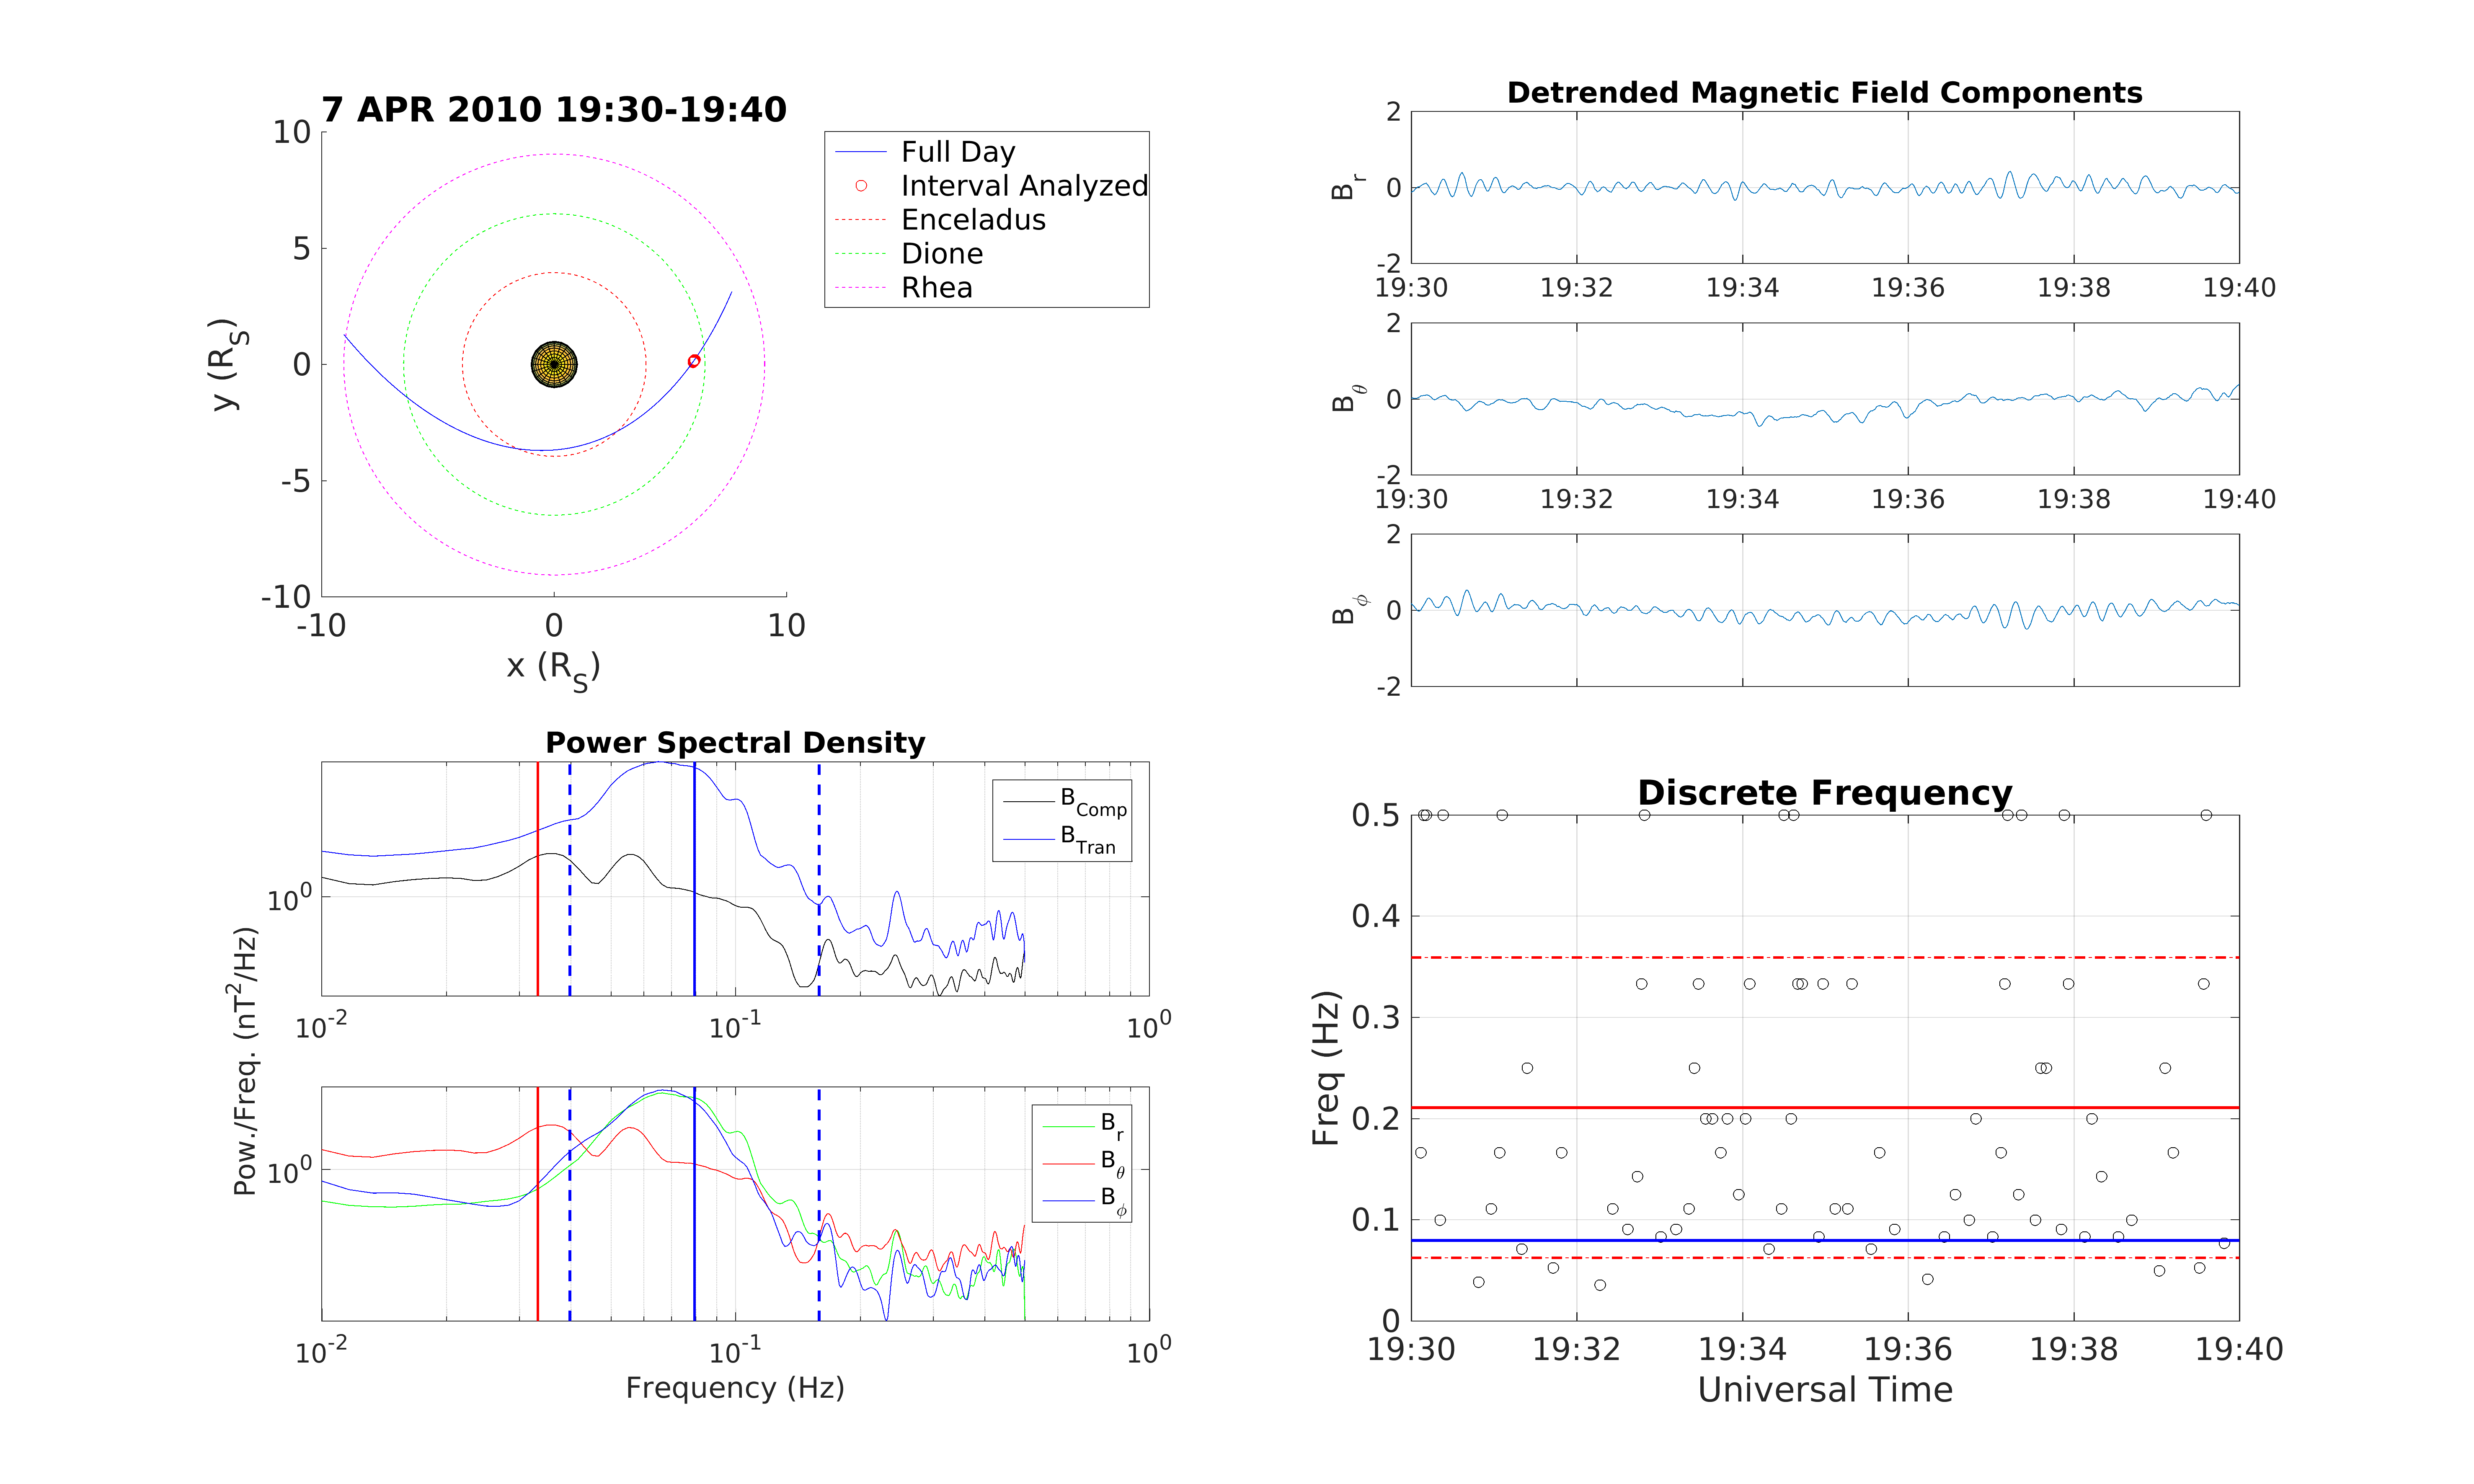 7 APR 2010 19:30-19:40
10
5
0
-5
-10
-10 0 10
y (R_S)
x (R_S)
Full Day
Interval Analyzed
Enceladus
Dione
Rhea
Detrended Magnetic Field Components
2
0
-2
B_r
19:30 19:32 19:34 19:36 19:38 19:40
2
0
-2
B_θ
19:30 19:32 19:34 19:36 19:38 19:40
2
0
-2
B_ϕ
Power Spectral Density
10^0
B_Comp
B_Tran
10^-2 10^-1 10^0
Pow./Freq. (nT^2/Hz)
10^0
B_r
B_θ
B_ϕ
10^-2 10^-1 10^0
Frequency (Hz)
Discrete Frequency
0.5
0.4
0.3
0.2
0.1
0
Freq (Hz)
19:30 19:32 19:34 19:36 19:38 19:40
Universal Time